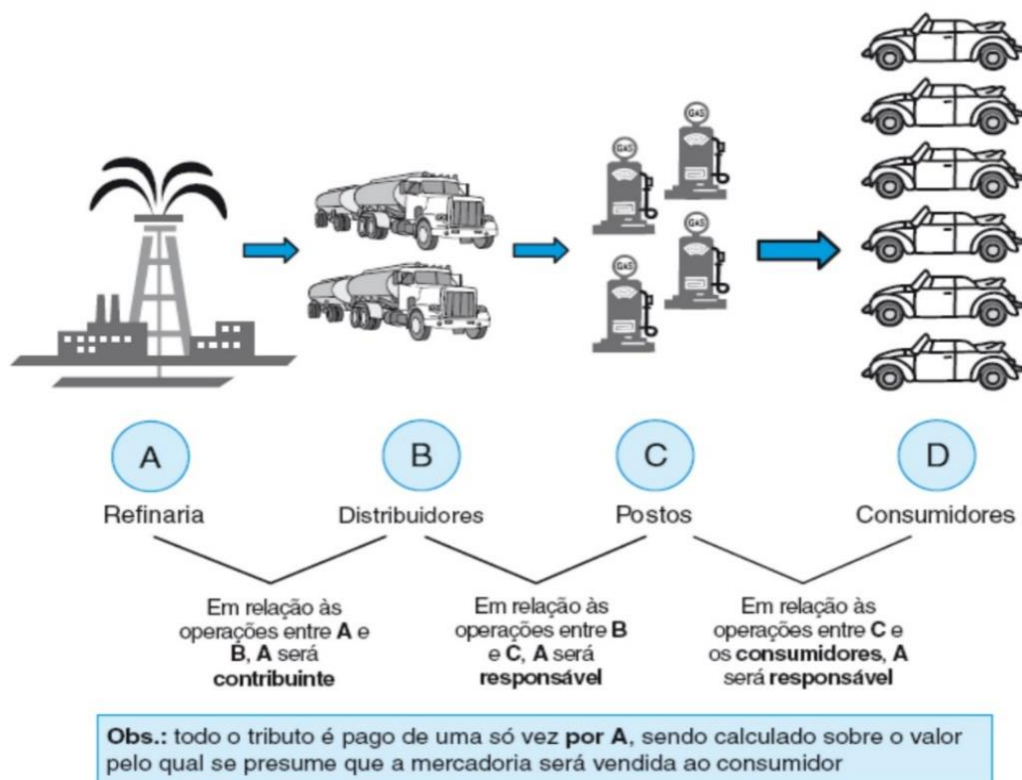 GAS
GAS
GAS
GAS
A
B
C
D
Refinaria
Distribuidores
Postos
Consumidores
Em relação às
operações entre A e
B, A será
contribuinte
Em relação às
operações entre B
e C, A será
responsável
Em relação às
operações entre C e
os consumidores, A
será responsável
Obs.: todo o tributo é pago de uma só vez por A, sendo calculado sobre o valor
pelo qual se presume que a mercadoria será vendida ao consumidor